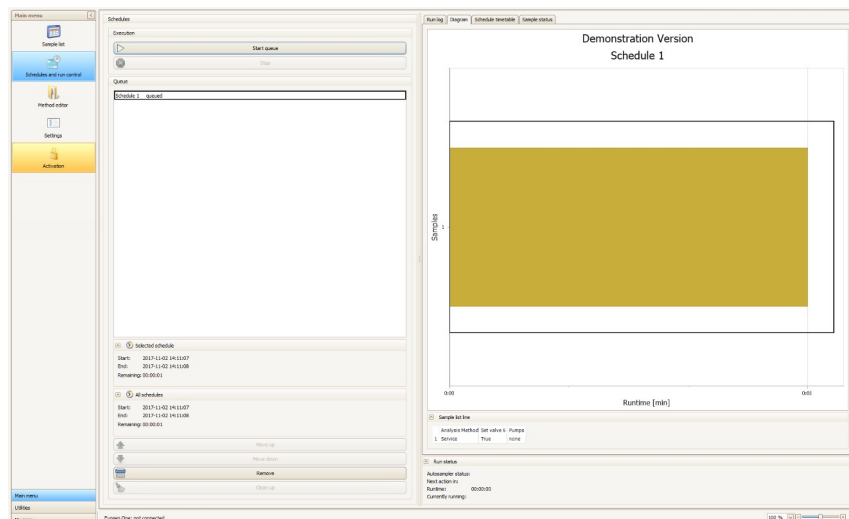 Main menu
Sample list
Schedules and run control
Method editor
Settings
Activation
Main menu
Utilities
Schedules
Execution
Start queue
Stop
Queue
Schedule 1 queued
Selected schedule
Start: 2017-11-02 14:11:07
End: 2017-11-02 14:11:08
Remaining: 00:00:01
All schedules
Start: 2017-11-02 14:11:07
End: 2017-11-02 14:11:08
Remaining: 00:00:01
Move up
Move down
Remove
Clean up
Run log Diagram Schedule timetable Sample status
Demonstration Version
Schedule 1
Samples
1
0:00 0:01
Runtime [min]
Sample list line
Analysis Method Set valve 6 Pumps
1 Service True none
Run status
Autosampler status:
Next action in:
Runtime: 00:00:00
Currently running:
not connected
100 %